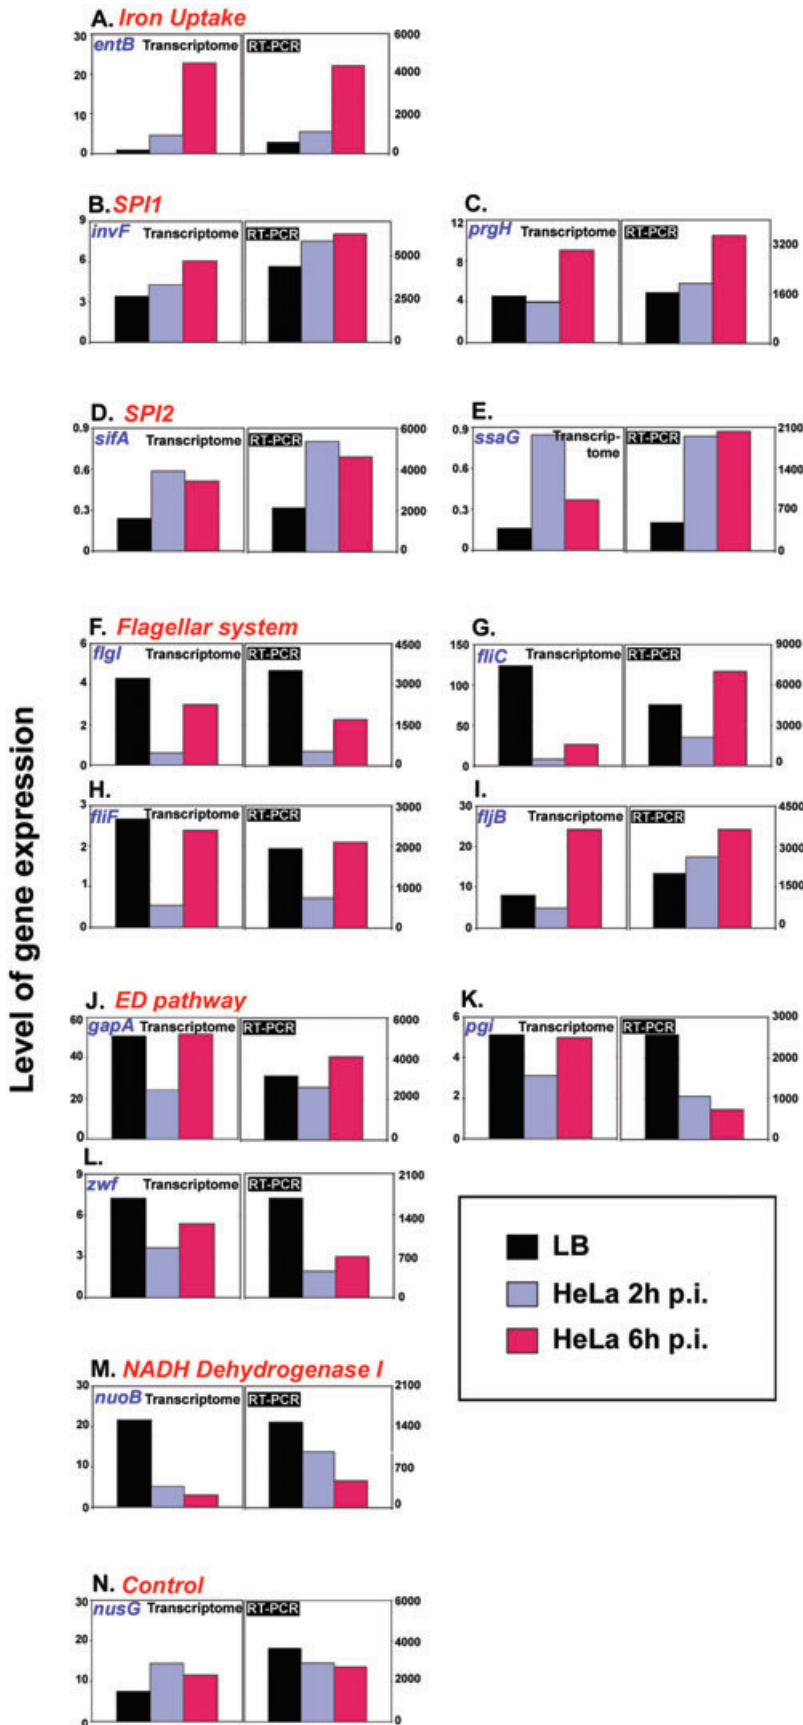 Level of gene expression
A. Iron Uptake
entB Transcriptome RT-PCR
30 6000
20 4000
10 2000
0 0
B. SPI1
invF Transcriptome RT-PCR
9
6 5000
3 2500
0 0
C.
prgH Transcriptome RT-PCR
12
8 3200
4 1600
0 0
D. SPI2
sifA Transcriptome RT-PCR
0.9 6000
0.6 4000
0.3 2000
0 0
E.
ssaG Transcrip- RT-PCR
tome
0.9 2100
0.6 1400
0.3 700
0 0
F. Flagellar system
flgI Transcriptome RT-PCR
6 4500
4 3000
2 1500
0 0
G.
fliC Transcriptome RT-PCR
150 9000
100 6000
50 3000
0 0
H.
fliF Transcriptome RT-PCR
3 3000
2 2000
1 1000
0 0
I.
fljB Transcriptome RT-PCR
30 4500
20 3000
10 1500
0 0
J. ED pathway
gapA Transcriptome RT-PCR
60 6000
40 4000
20 2000
0 0
K.
pgi Transcriptome RT-PCR
6 3000
4 2000
2 1000
0 0
L.
zwf Transcriptome RT-PCR
9 2100
6 1400
3 700
0 0
LB
HeLa 2h p.i.
HeLa 6h p.i.
M. NADH Dehydrogenase I
nuoB Transcriptome RT-PCR
30 2100
20 1400
10 700
0 0
N. Control
nusG Transcriptome RT-PCR
30 6000
20 4000
10 2000
0 0